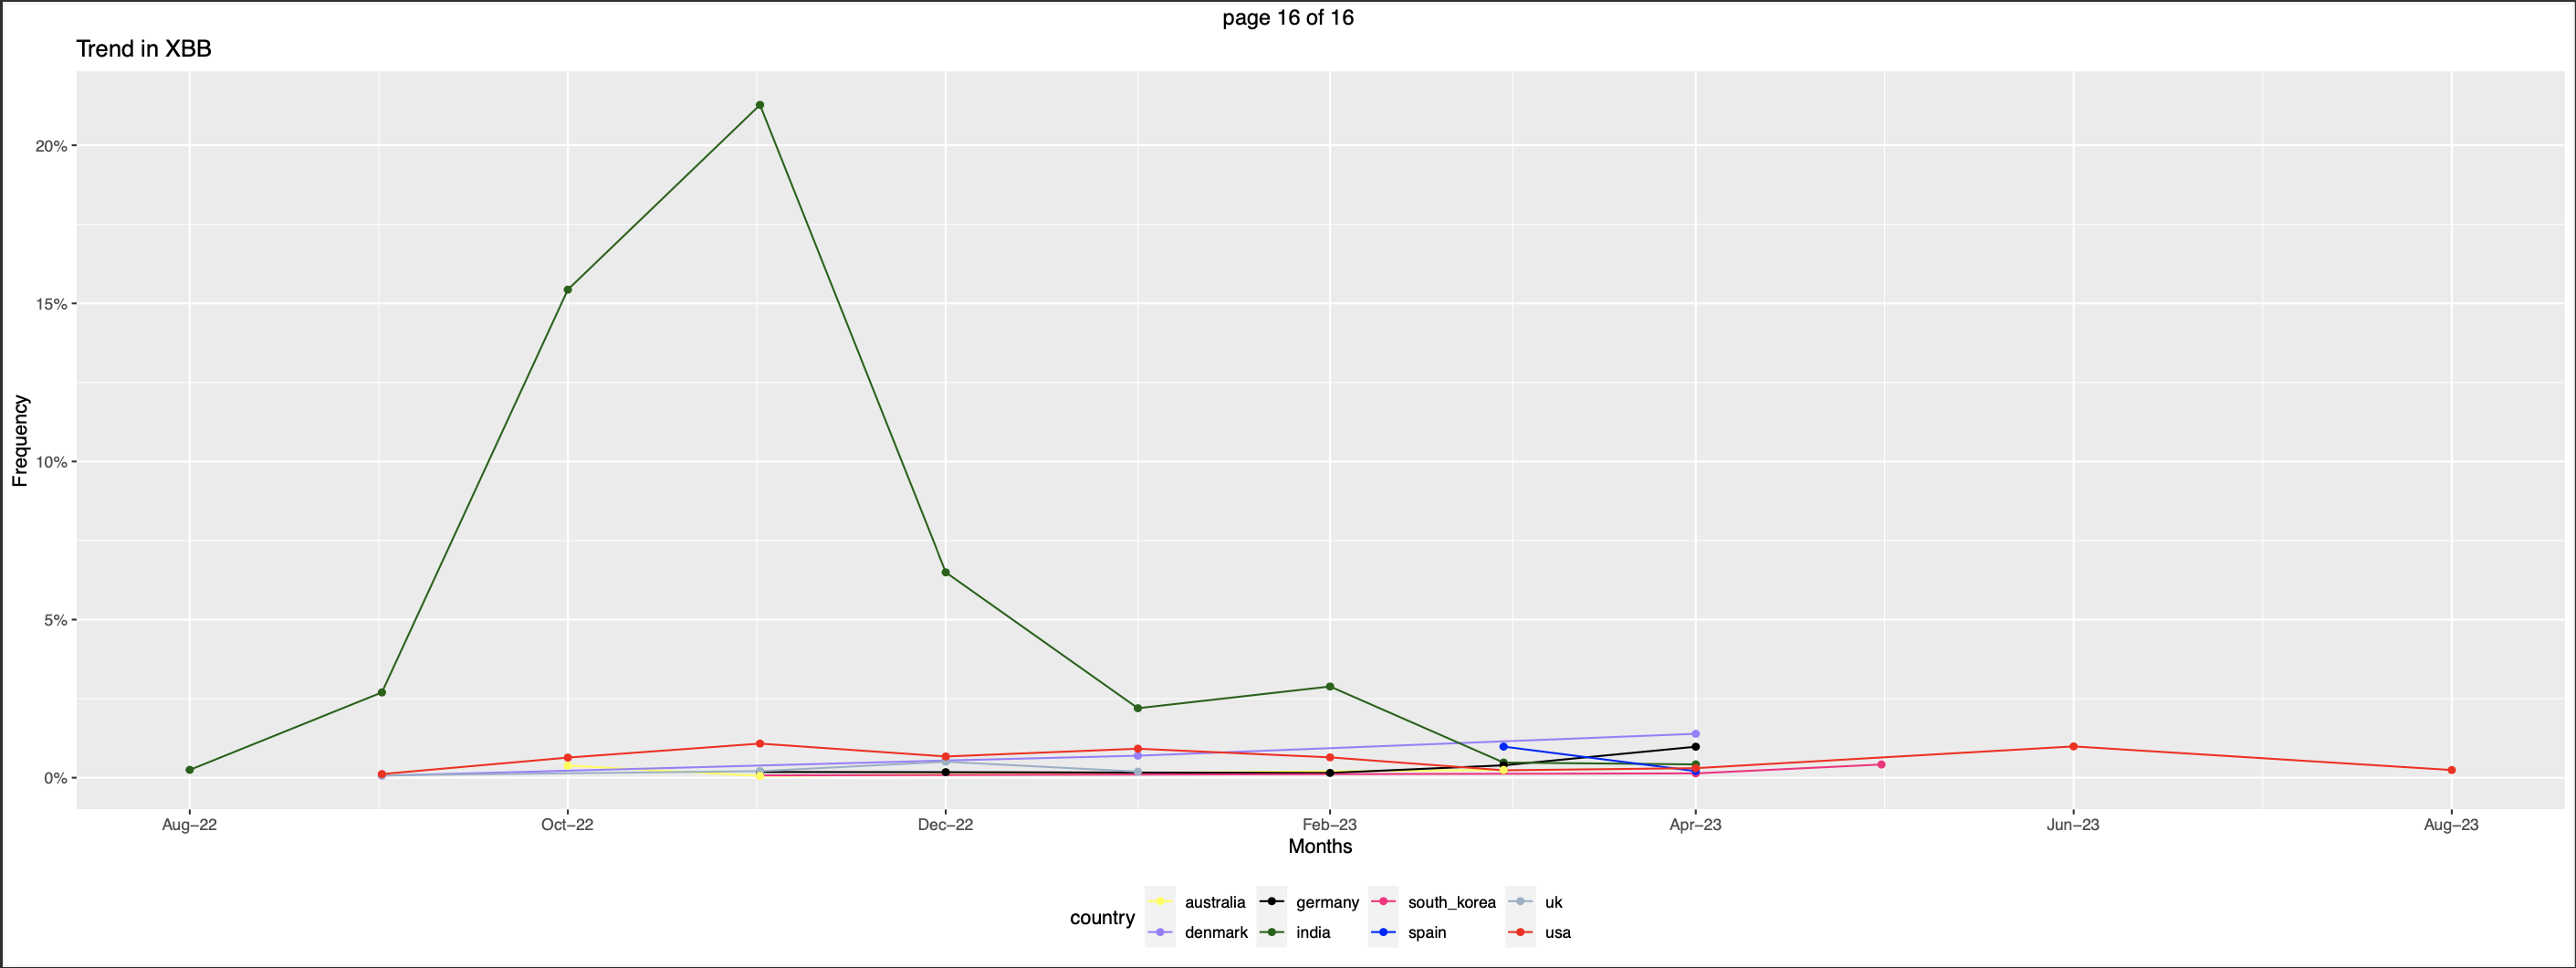 page 16 of 16
Trend in XBB
Frequency
20%
15%
10%
5%
0%
Aug-22 Oct-22 Dec-22 Feb-23 Apr-23 Jun-23 Aug-23
Months
country
australia germany south_korea uk
denmark india spain usa